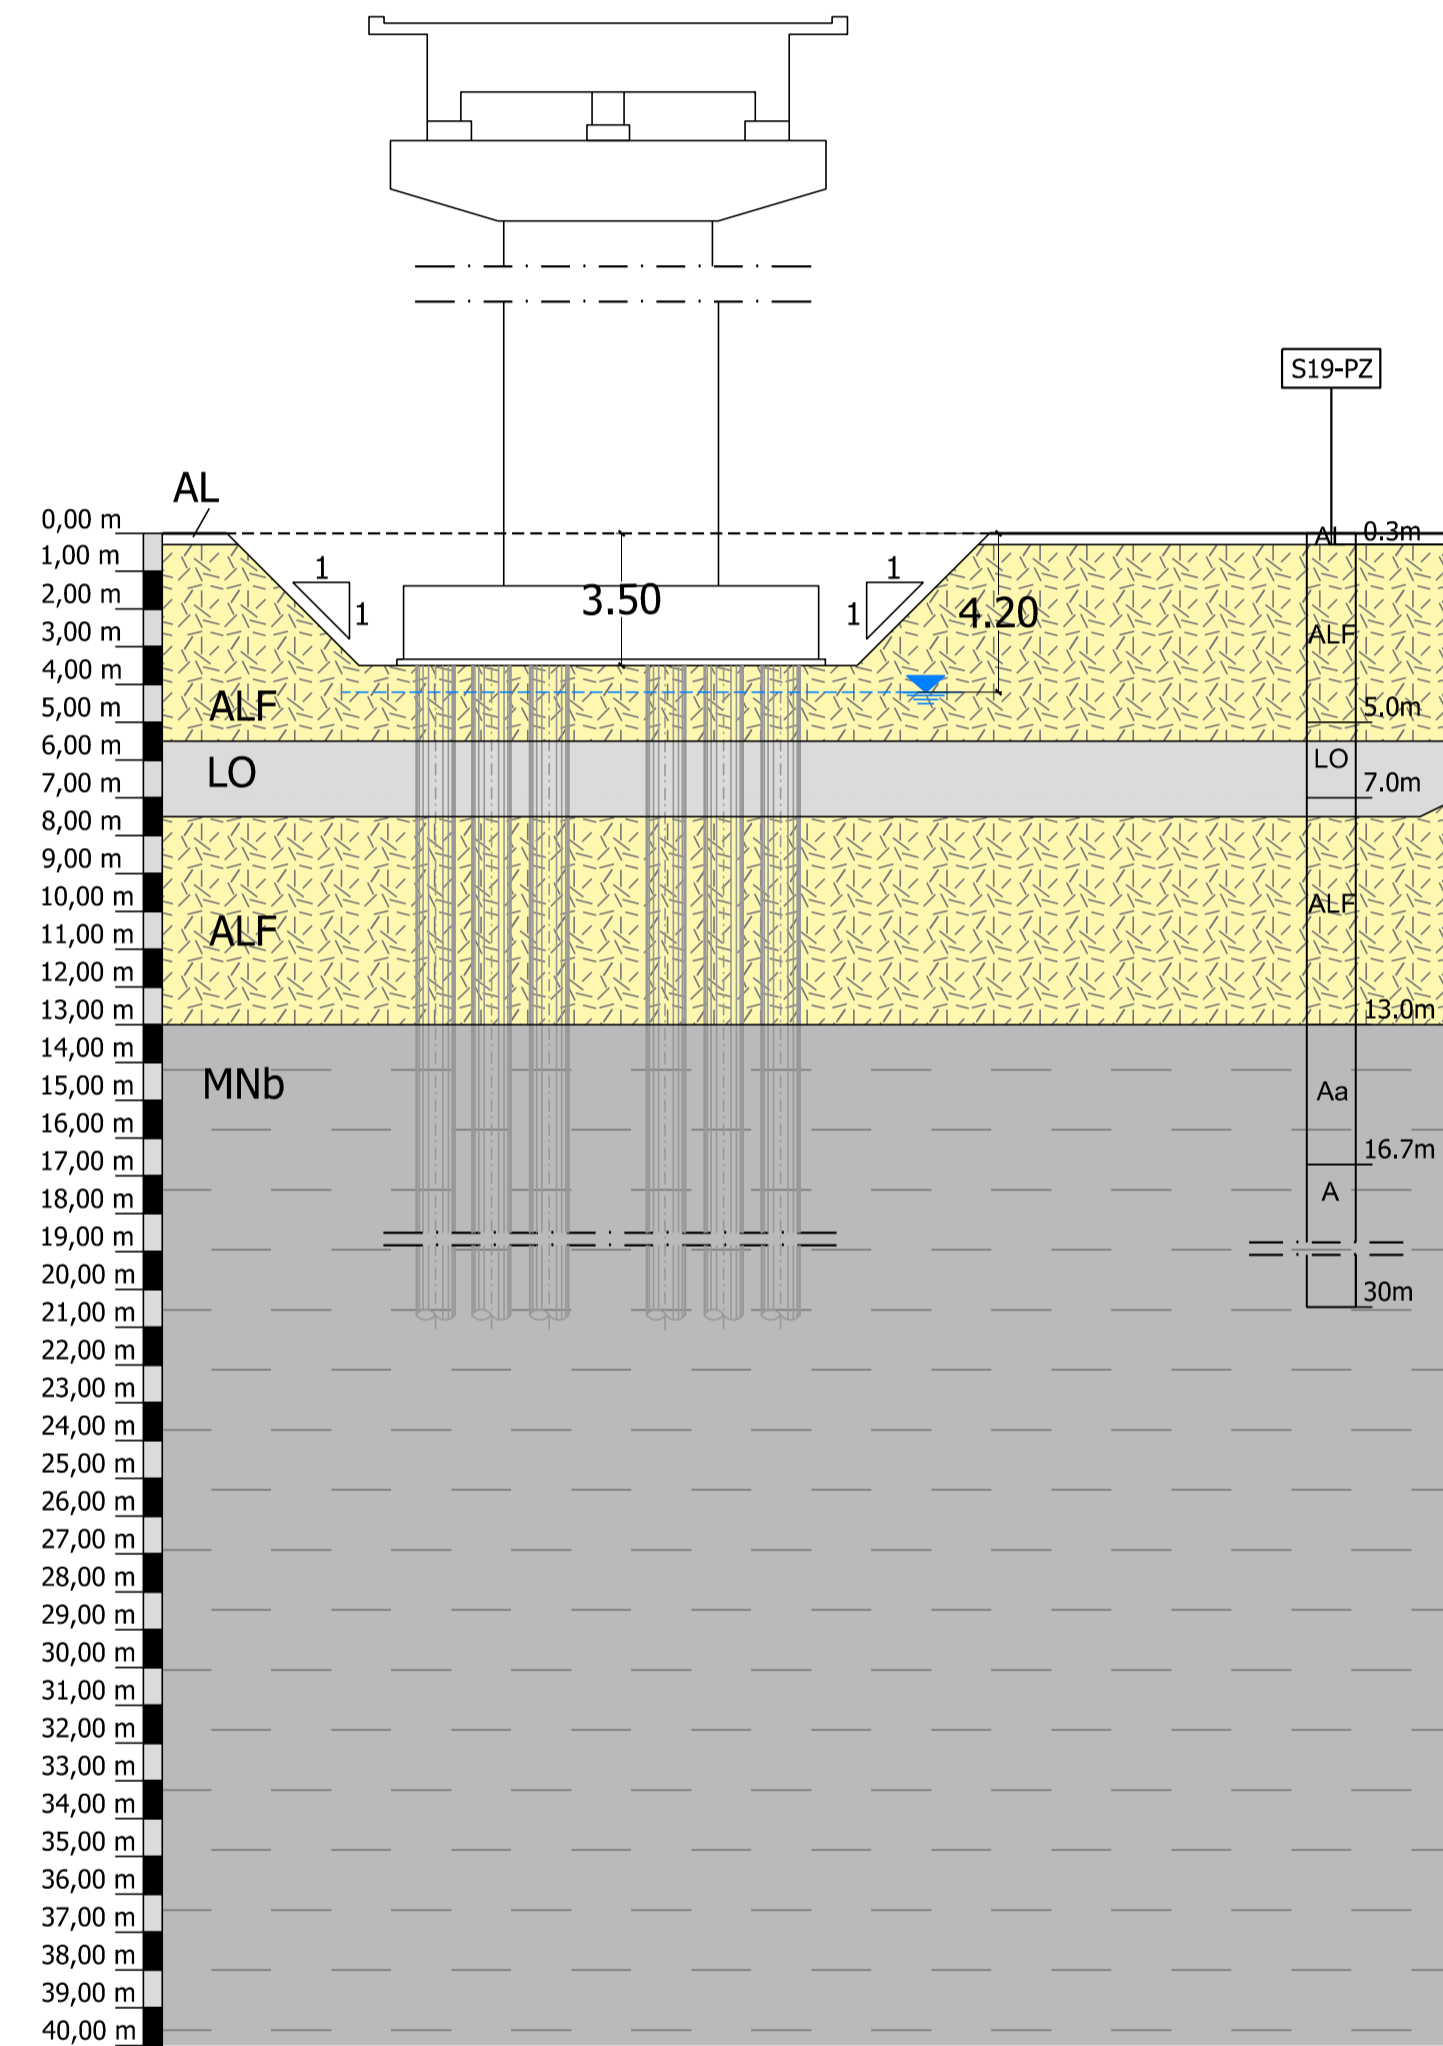 S19-PZ
AL
0,00 m
AL
0.3m
1,00 m
1
1
2,00 m
3.50
4.20
1
1
3,00 m
ALF
4,00 m
ALF
5,00 m
5.0m
6,00 m
LO
LO
7,00 m
7.0m
8,00 m
9,00 m
10,00 m
ALF
ALF
11,00 m
12,00 m
13,00 m
13.0m
14,00 m
MNb
15,00 m
Aa
16,00 m
16.7m
17,00 m
A
18,00 m
19,00 m
20,00 m
30m
21,00 m
22,00 m
23,00 m
24,00 m
25,00 m
26,00 m
27,00 m
28,00 m
29,00 m
30,00 m
31,00 m
32,00 m
33,00 m
34,00 m
35,00 m
36,00 m
37,00 m
38,00 m
39,00 m
40,00 m